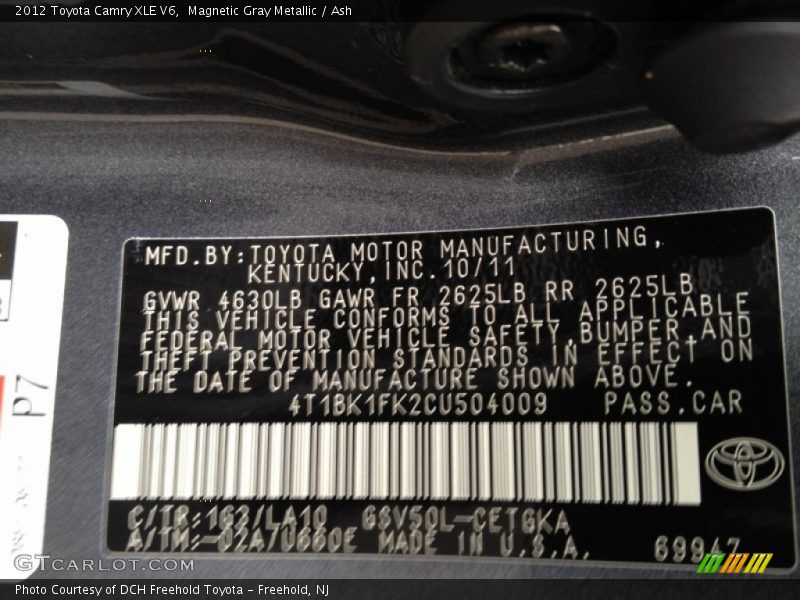 2012 Toyota Camry XLE V6, Magnetic Gray Metallic / Ash
MFD.BY:TOYOTA MOTOR MANUFACTURING,
KENTUCKY,INC.10/11
GVWR 4630LB GAWR FR 2625LB RR 2625LB
THIS VEHICLE CONFORMS TO ALL APPLICABLE
FEDERAL MOTOR VEHICLE SAFETY,BUMPER,AND
THEFT PREVENTION STANDARDS IN EFFECT ON
THE DATE OF MANUFACTURE SHOWN ABOVE.
4T1BK1FK2CU504009 PASS.CAR
C/TR:1G3/LA10 GSV50L-CETGKA
A/TM:-02A/U660E MADE IN U.S.A.
69947
P7
GTcarlot.com
Photo Courtesy of DCH Freehold Toyota - Freehold, NJ